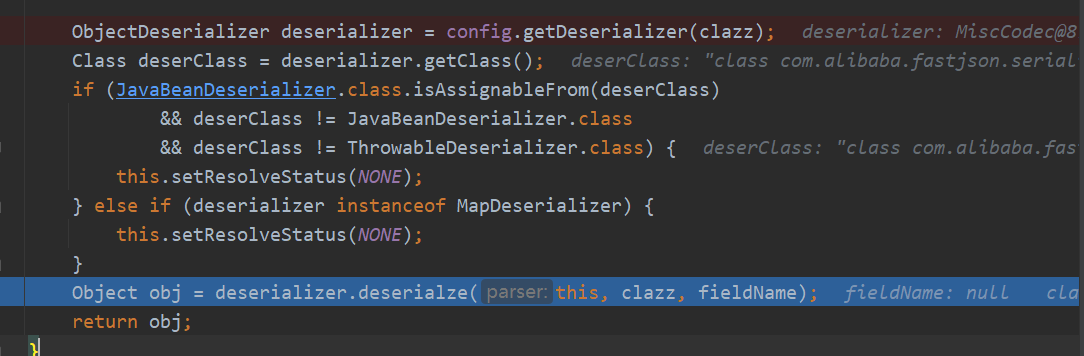 ObjectDeserializer deserializer = config.getDeserializer(clazz); deserializer: MiscCodec@8
Class deserClass = deserializer.getClass(); deserClass: "class com.alibaba.fastjson.serial
if (JavaBeanDeserializer.class.isAssignableFrom(deserClass)
&& deserClass != JavaBeanDeserializer.class
&& deserClass != ThrowableDeserializer.class) { deserClass: "class com.alibaba.fas
this.setResolveStatus(NONE);
} else if (deserializer instanceof MapDeserializer) {
this.setResolveStatus(NONE);
}
Object obj = deserializer.deserialze( parser: this, clazz, fieldName); fieldName: null cla
return obj;
}